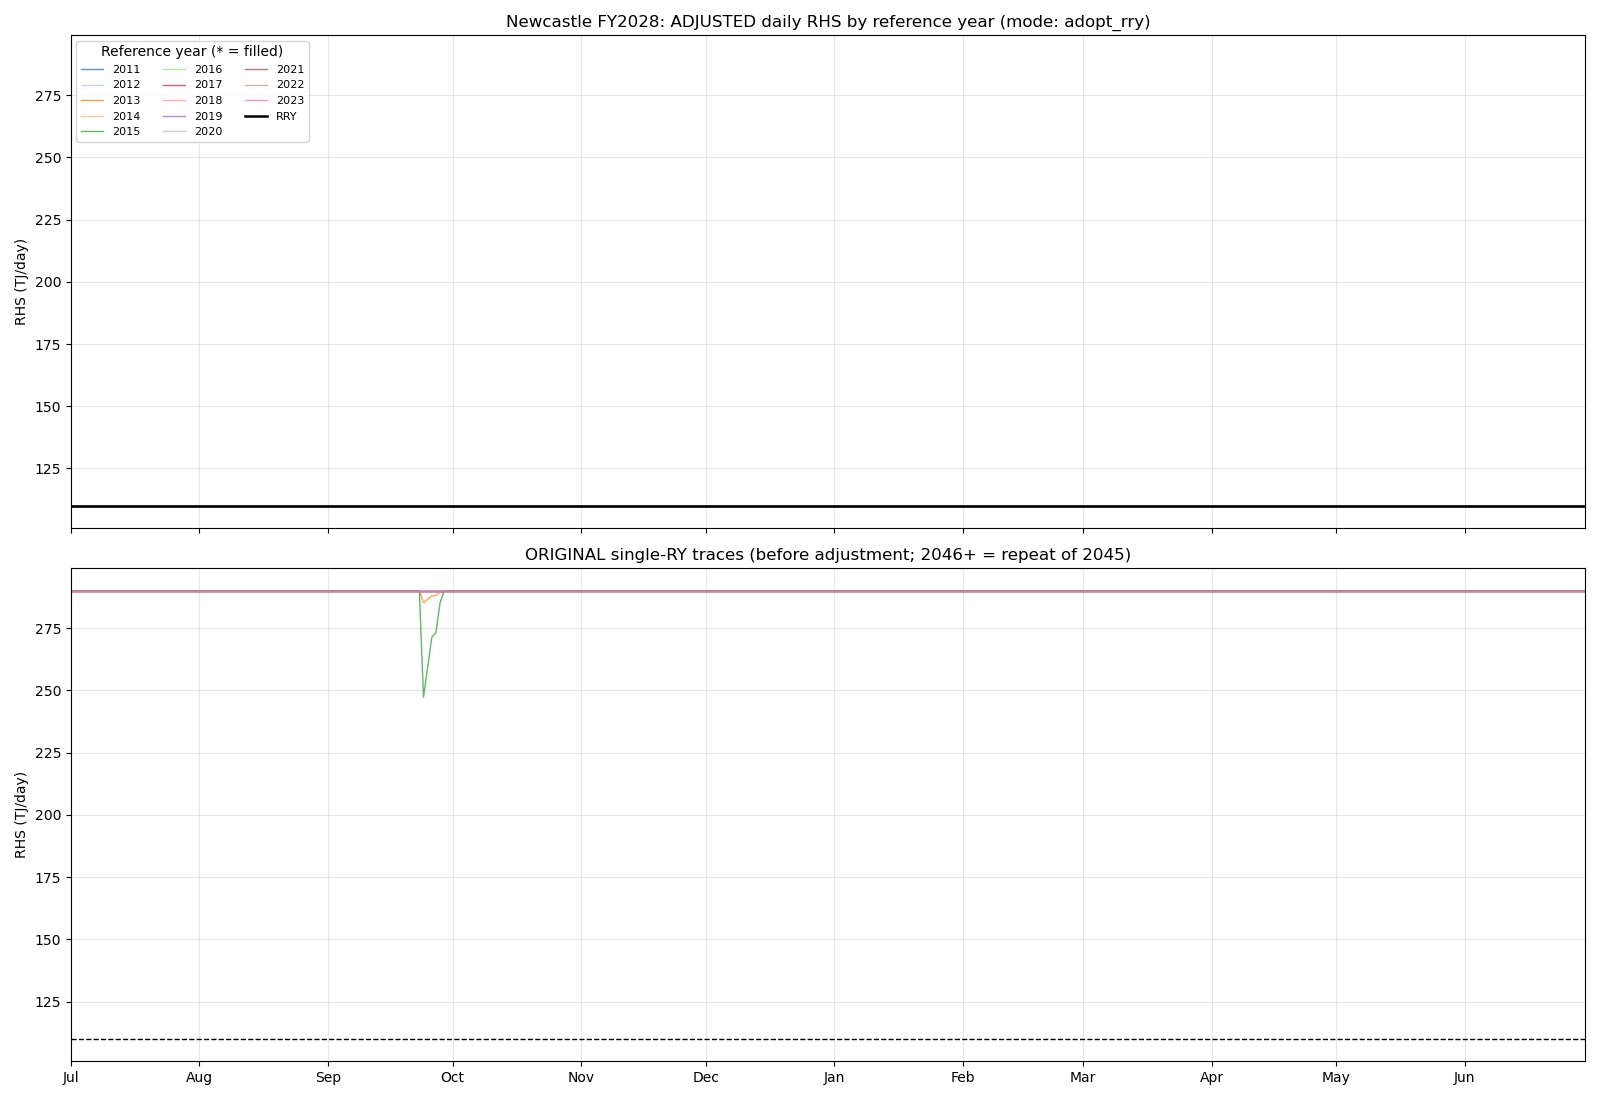 Newcastle FY2028: ADJUSTED daily RHS by reference year (mode: adopt_rry)
Reference year (* = filled)
2011 2016 2021
2012 2017 2022
2013 2018 2023
2014 2019 RRY
2015 2020
275
250
225
200
175
150
125
RHS (TJ/day)
ORIGINAL single-RY traces (before adjustment; 2046+ = repeat of 2045)
275
250
225
200
175
150
125
RHS (TJ/day)
Jul Aug Sep Oct Nov Dec Jan Feb Mar Apr May Jun